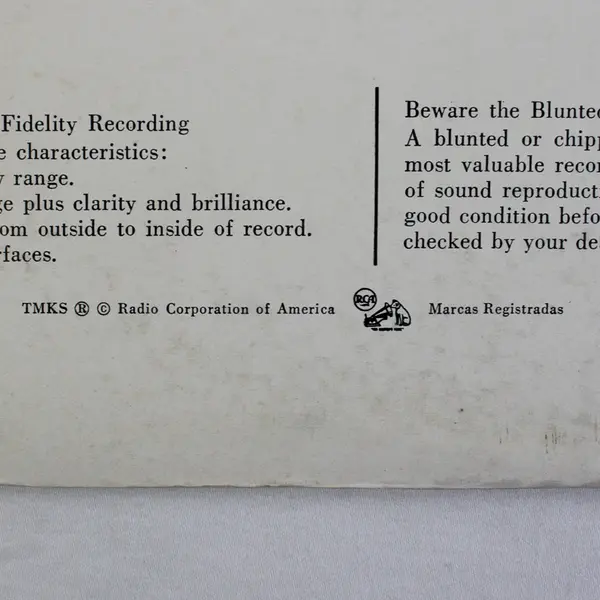 Fidelity Recording
e characteristics:
y range.
ge plus clarity and brilliance.
om outside to inside of record.
rfaces.
Beware the Blunted
A blunted or chipp
most valuable recor
of sound reproducti
good condition befo
checked by your dea
TMKS ® © Radio Corporation of America
RCA
Marcas Registradas